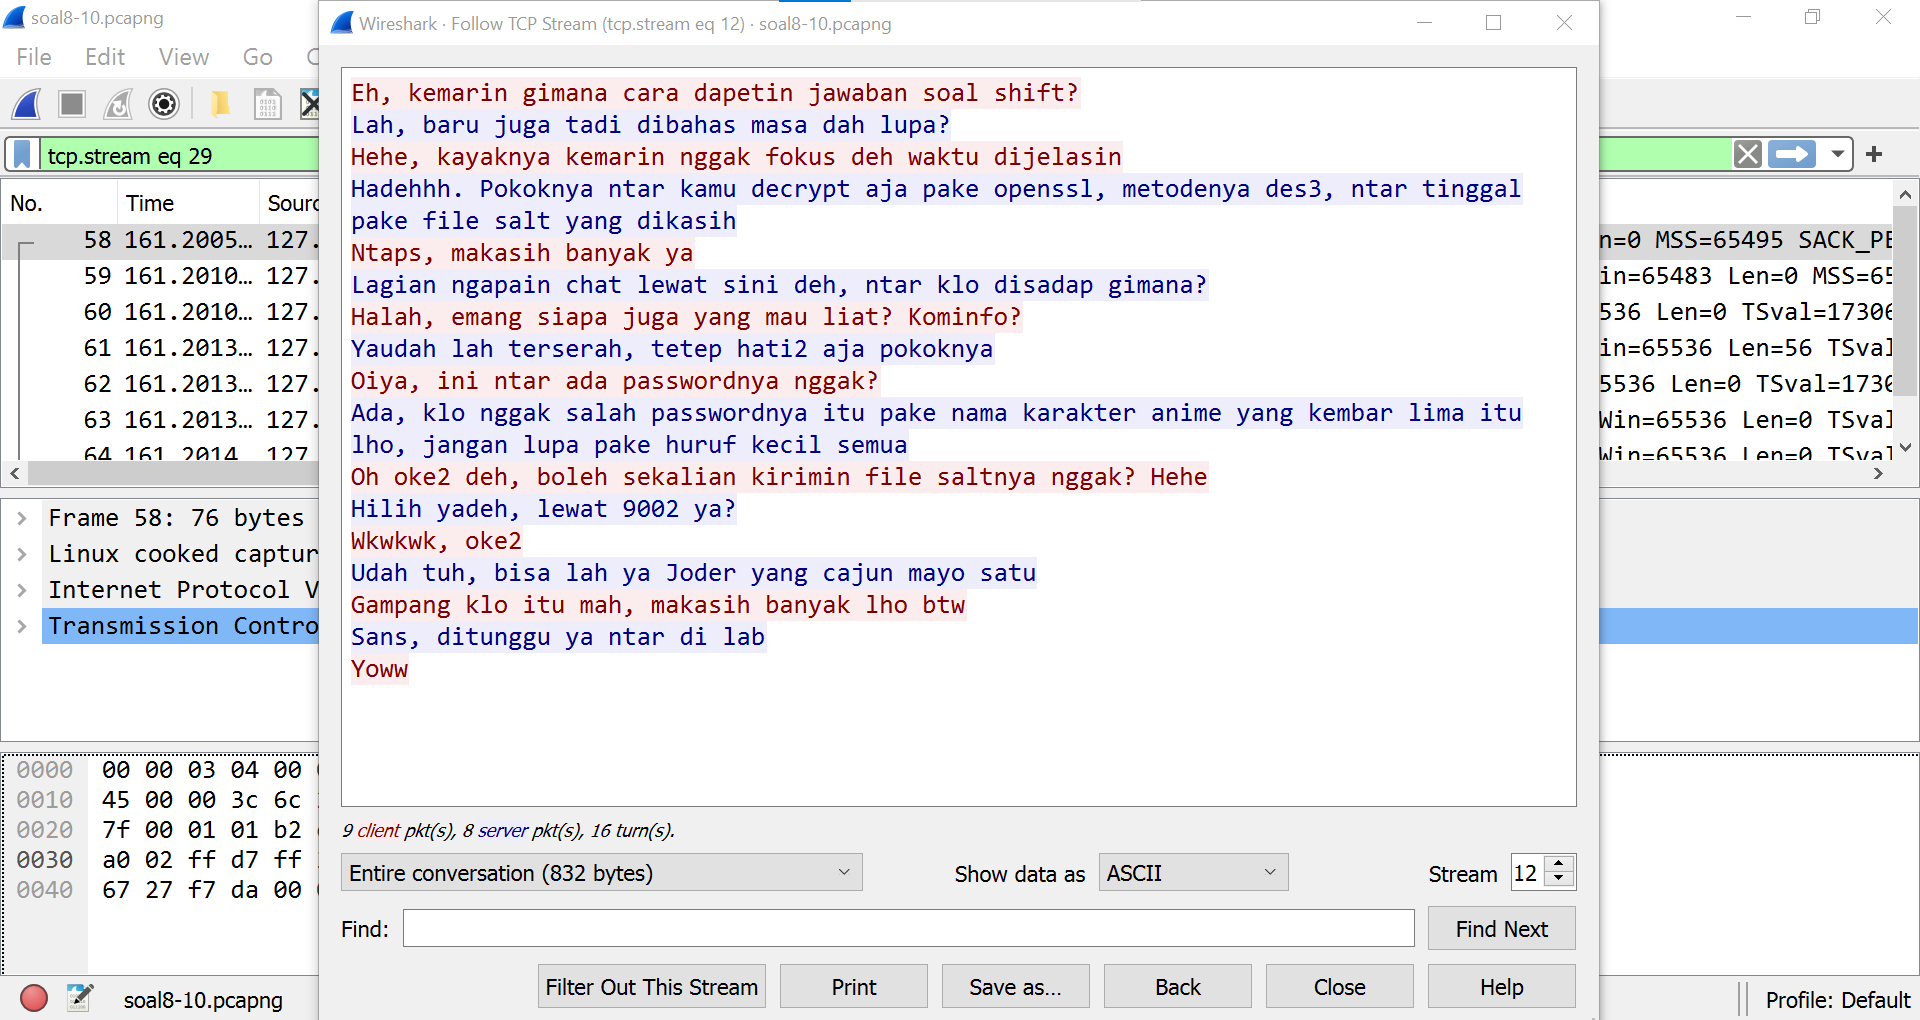 soal8-10.pcapng
Wireshark · Follow TCP Stream (tcp.stream eq 12) · soal8-10.pcapng
File Edit View Go
tcp.stream eq 29
No. Time
58 161.2005… 127.
n=0 MSS=65495
59 161.2010… 127.
in=65483 Len=0
60 161.2010… 127.
536 Len=0
61 161.2013… 127.
in=65536 Len=56
62 161.2013… 127.
5536 Len=0
63 161.2013… 127.
Win=65536 Len=0
64 161.2014 127
Win=65536 Len=0
Frame 58: 76 bytes
Linux cooked
Internet Protocol
Transmission
0000 00 00 03 04 00
0010 45 00 00 3c 6c
0020 7f 00 01 01 b2
0030 a0 02 ff d7 ff
0040 67 27 f7 da 00
Eh, kemarin gimana cara dapetin jawaban soal shift?
Lah, baru juga tadi dibahas masa dah lupa?
Hehe, kayaknya kemarin nggak fokus deh waktu dijelasin
Hadehhh. Pokoknya ntar kamu decrypt aja pake openssl, metodenya des3, ntar tinggal
pake file salt yang dikasih
Ntaps, makasih banyak ya
Lagian ngapain chat lewat sini deh, ntar klo disadap gimana?
Halah, emang siapa juga yang mau liat? Kominfo?
Yaudah lah terserah, tetep hati2 aja pokoknya
Oiya, ini ntar ada passwordnya nggak?
Ada, klo nggak salah passwordnya itu pake nama karakter anime yang kembar lima itu
lho, jangan lupa pake huruf kecil semua
Oh oke2 deh, boleh sekalian kirimin file saltnya nggak? Hehe
Hilih yadeh, lewat 9002 ya?
Wkwkwk, oke2
Udah tuh, bisa lah ya Joder yang cajun mayo satu
Gampang klo itu mah, makasih banyak lho btw
Sans, ditunggu ya ntar di lab
Yoww
9 client pkt(s), 8 server pkt(s), 16 turn(s).
Entire conversation (832 bytes)
Show data as ASCII
Stream 12
Find:
Find Next
Filter Out This Stream
Print
Save as...
Back
Close
Help
soal8-10.pcapng
Profile: Default